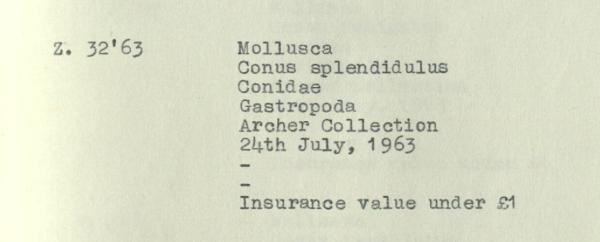 Z. 32'63 Mollusca
Conus splendidulus
Conidae
Gastropoda
Archer Collection
24th July, 1963
-
-
Insurance value under £1